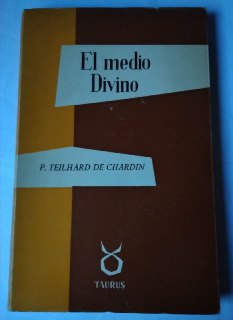 El medio
Divino
P. TEILHARD DE CHARDIN
TAURUS